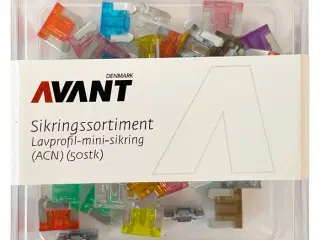 DENMARK
AVANT
Sikringssortiment
Lavprofil-mini-sikring
(ACN) (50stk)